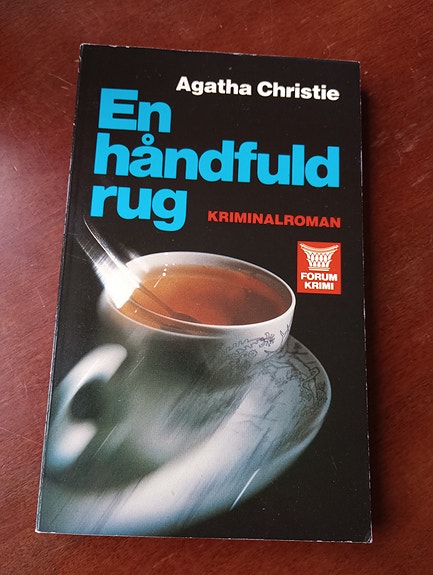 Agatha Christie
En
håndfuld
rug
KRIMINALROMAN
FORUM
KRIMI